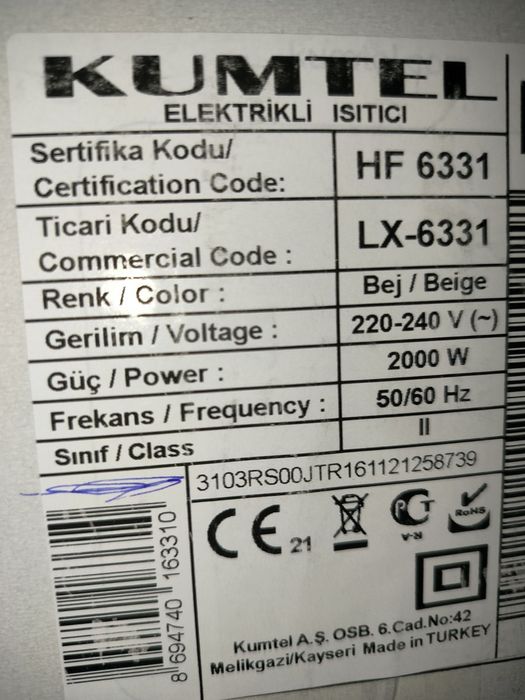 KUMTEL
ELEKTRİKLİ ISITICI
Sertifika Kodu/
Certification Code:
HF 6331
Ticari Kodu/
Commercial Code :
LX-6331
Renk / Color :
Bej / Beige
Gerilim / Voltage :
220-240 V (~)
Güç / Power :
2000 W
Frekans / Frequency :
50/60 Hz
Sınıf / Class
II
3103RS00JTR161121258739
8 694740 163310
CE 21
PCT
R-A
RoHS
Kumtel A.Ş. OSB. 6.Cad.No:42
Melikgazi/Kayseri Made in TURKEY